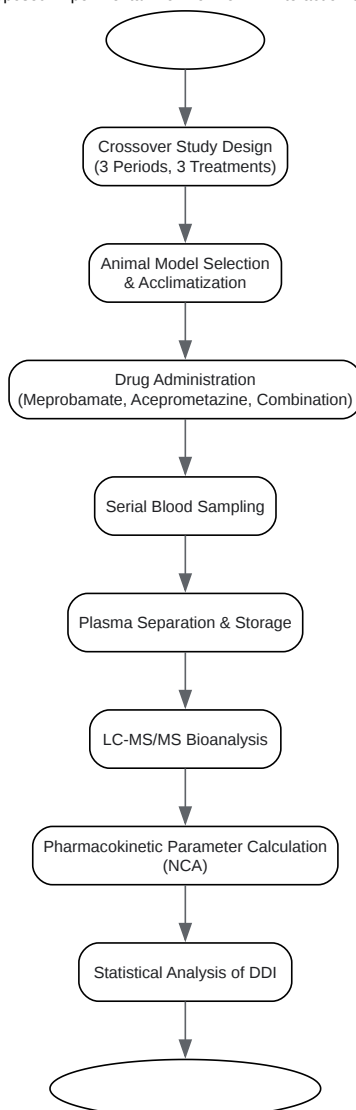 Crossover Study Design
(3 Periods, 3 Treatments)
Animal Model Selection
& Acclimatization
Drug Administration
(Meprobamate, Aceprometazine, Combination)
Serial Blood Sampling
Plasma Separation & Storage
LC-MS/MS Bioanalysis
Pharmacokinetic Parameter Calculation
(NCA)
Statistical Analysis of DDI